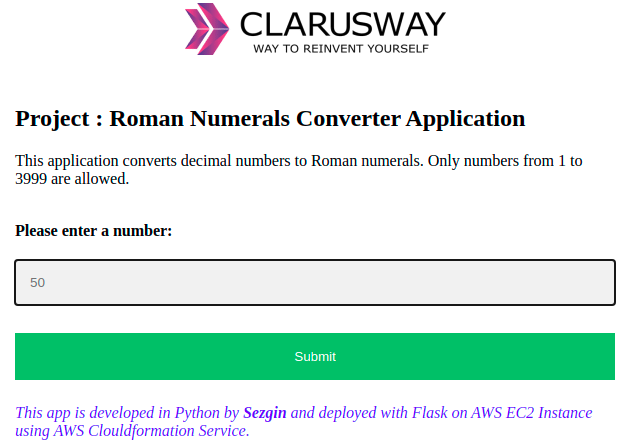 CLARUSWAY
WAY TO REINVENT YOURSELF
Project : Roman Numerals Converter Application
This application converts decimal numbers to Roman numerals. Only numbers from 1 to
3999 are allowed.
Please enter a number:
50
Submit
This app is developed in Python by Sezgin and deployed with Flask on AWS EC2 Instance
using AWS Clouldformation Service.